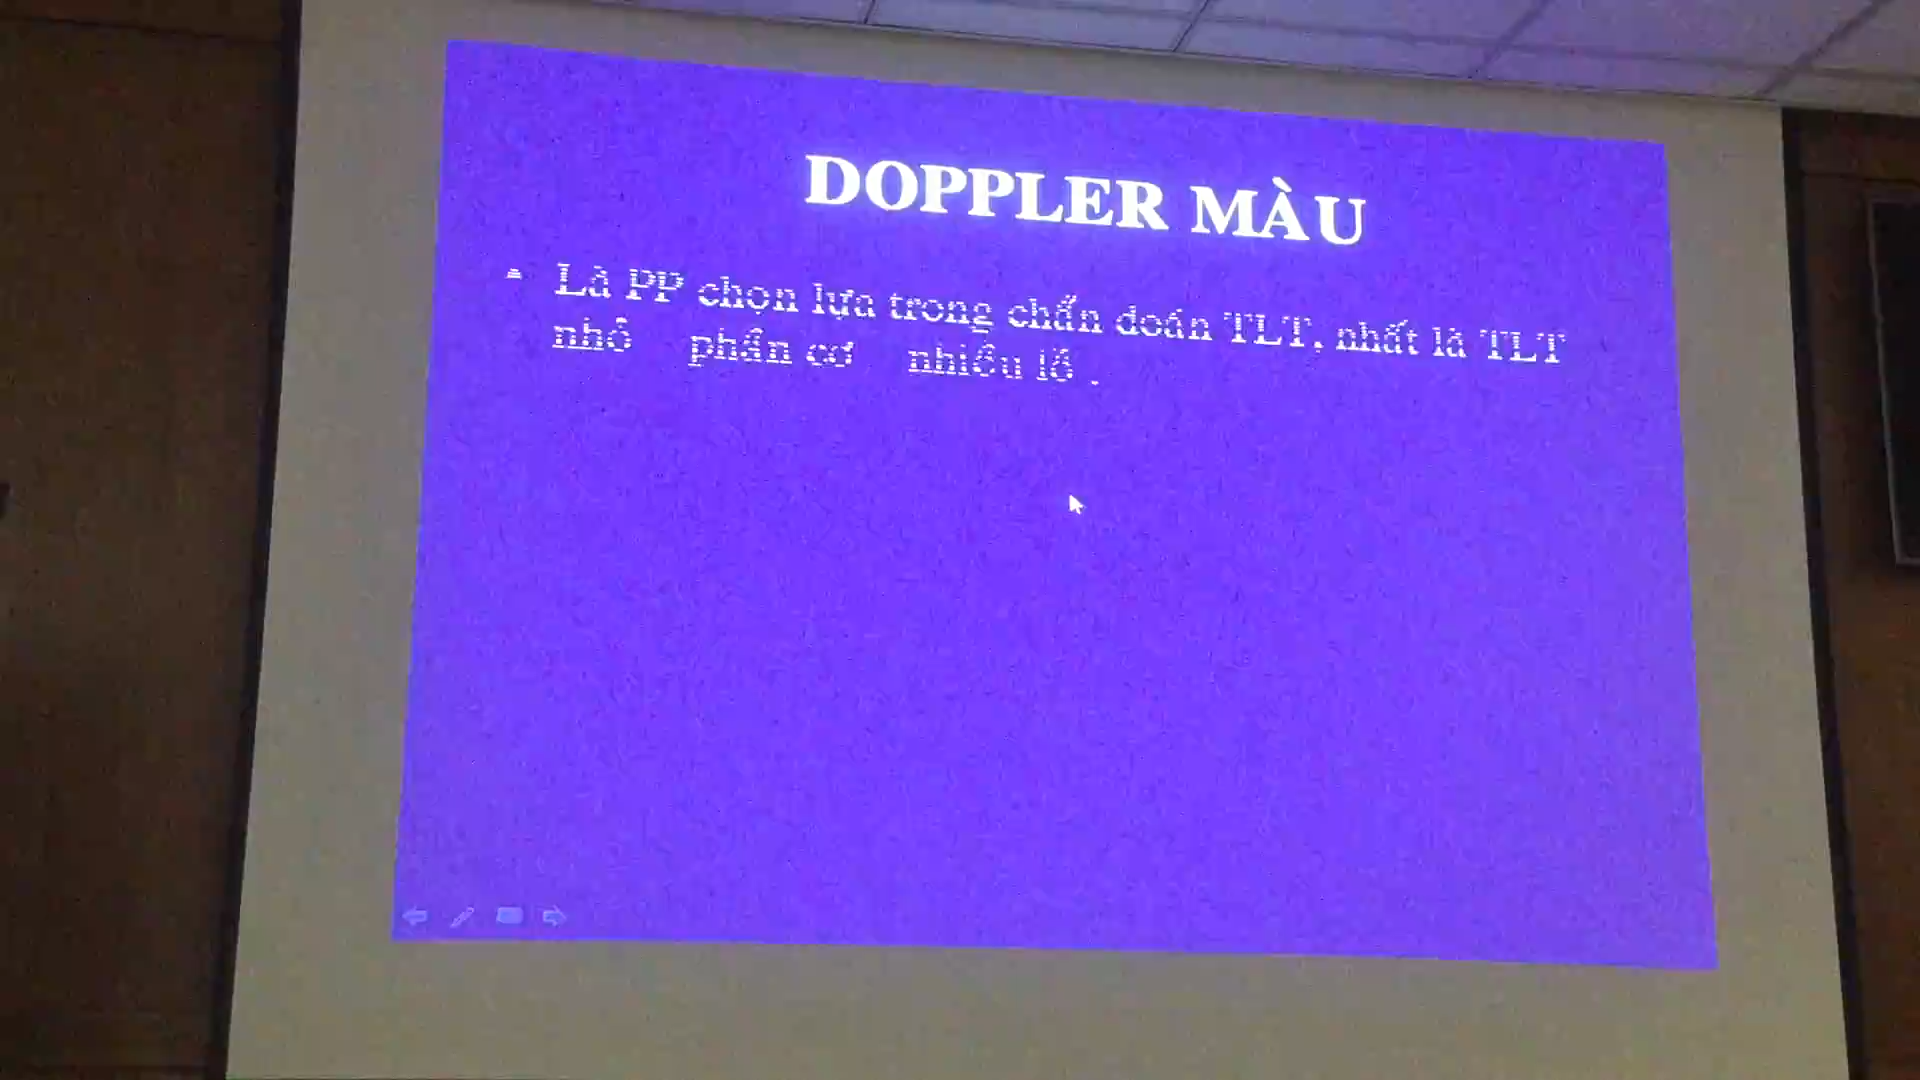 DOPPLER MÀU
Là PP chọn lựa trong chẩn đoán TLT, nhất là TLT
nhỏ phần cơ nhiều lỗ .